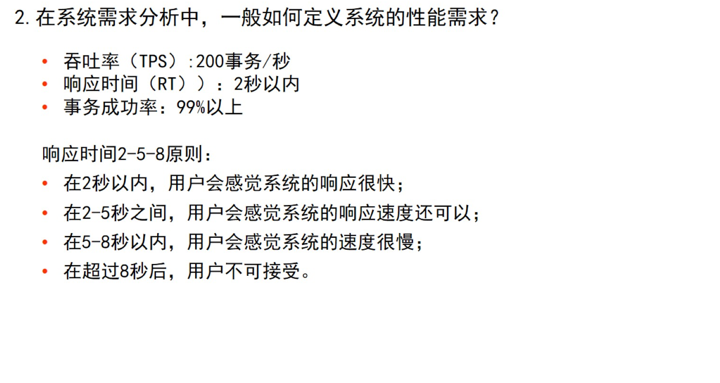 2. 在系统需求分析中，一般如何定义系统的性能需求？
• 吞吐率（TPS）:200事务/秒
• 响应时间（RT））：2秒以内
• 事务成功率：99%以上
响应时间2-5-8原则：
• 在2秒以内，用户会感觉系统的响应很快；
• 在2-5秒之间，用户会感觉系统的响应速度还可以；
• 在5-8秒以内，用户会感觉系统的速度很慢；
• 在超过8秒后，用户不可接受。